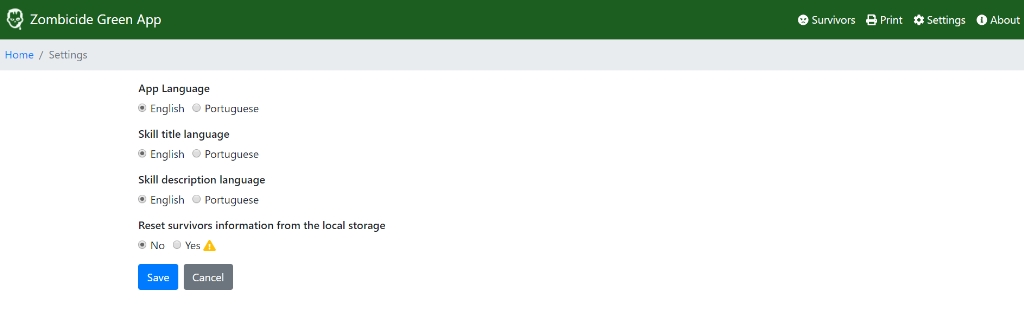 Zombicide Green App
Survivors Print Settings About
Home / Settings
App Language
English Portuguese
Skill title language
English Portuguese
Skill description language
English Portuguese
Reset survivors information from the local storage
No Yes
Save Cancel